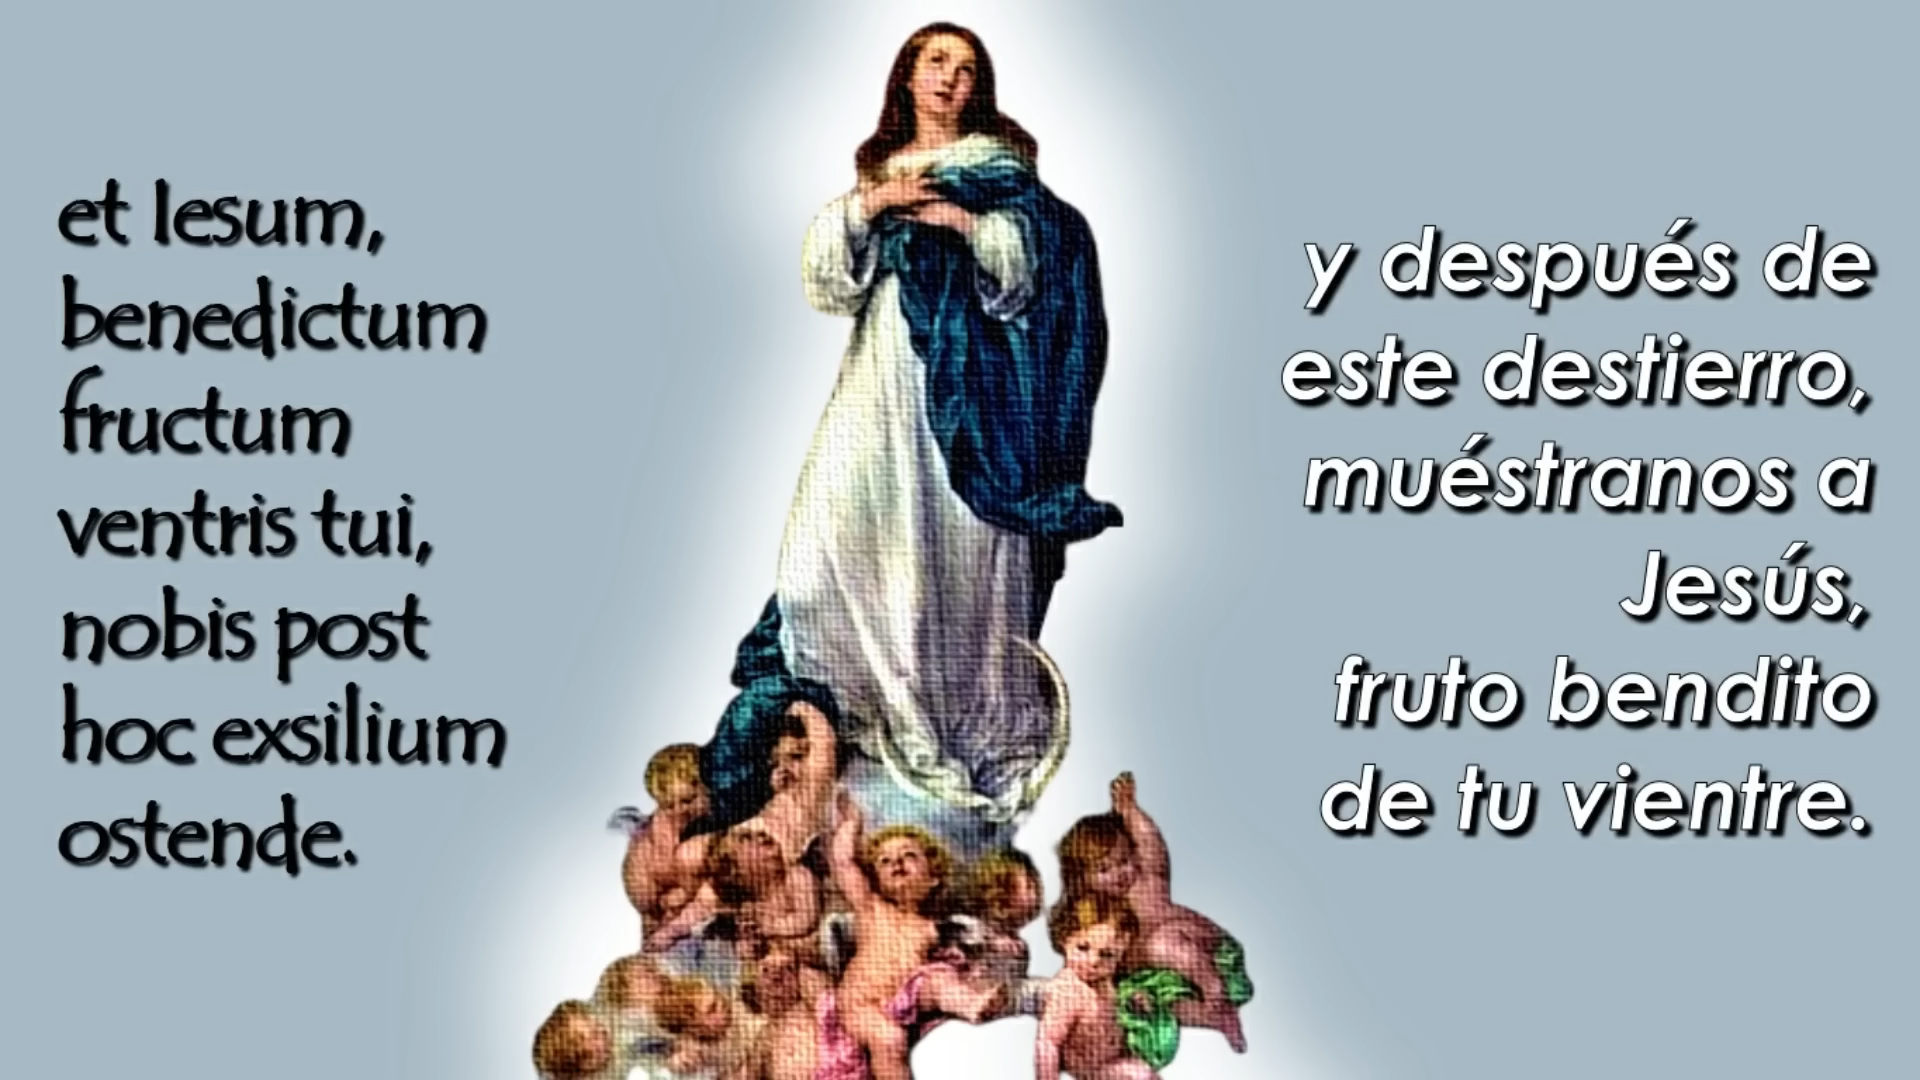 et Iesum,
benedictum
fructum
ventris tui,
nobis post
hoc exsilium
ostende.
y después de
este destierro,
muéstranos a
Jesús,
fruto bendito
de tu vientre.